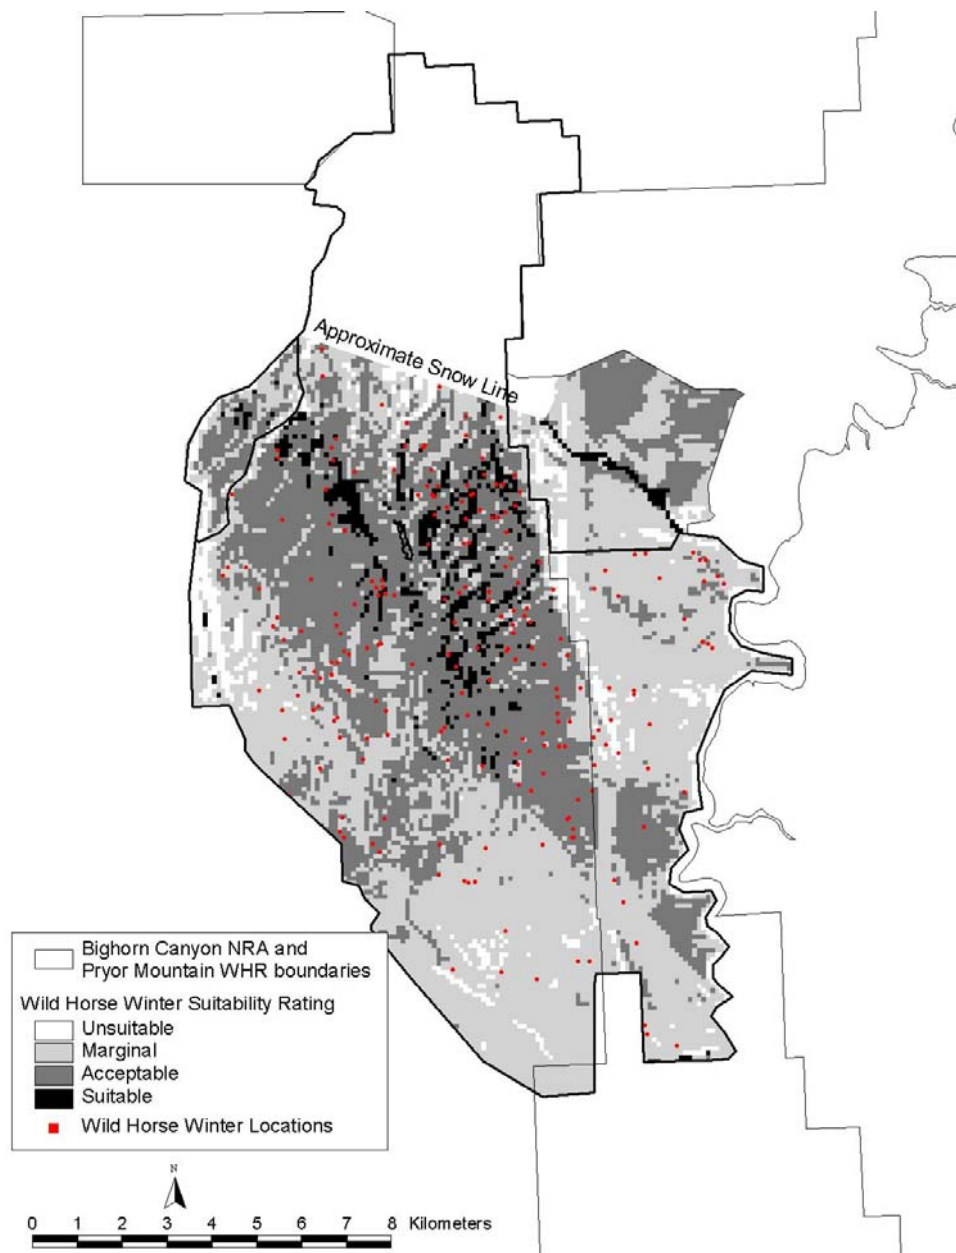 Approximate Snow Line
Bighorn Canyon NRA and
Pryor Mountain WHR boundaries
Wild Horse Winter Suitability Rating
Unsuitable
Marginal
Acceptable
Suitable
Wild Horse Winter Locations
N
0 1 2 3 4 5 6 7 8 Kilometers